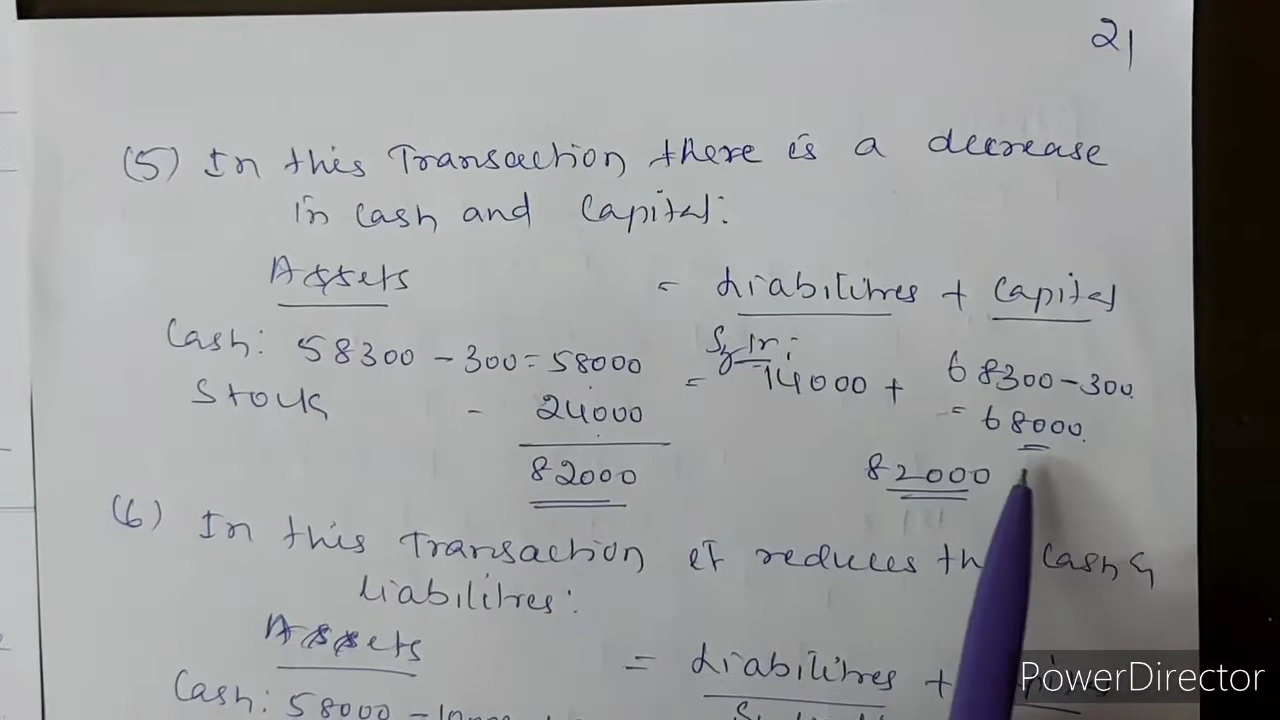 21
(5) In this Transaction there is a decrease
in cash and Capital:
Assets = Liabilities + Capital
Cash: 58300 - 300 = 58000 = 14000 + 68300 - 300
Stock - 24000 = 68000
82000 82000
(6) In this Transaction it reduces the Cash &
Liabilities:
Assets = Liabilities +
Cash: 58000 -
PowerDirector